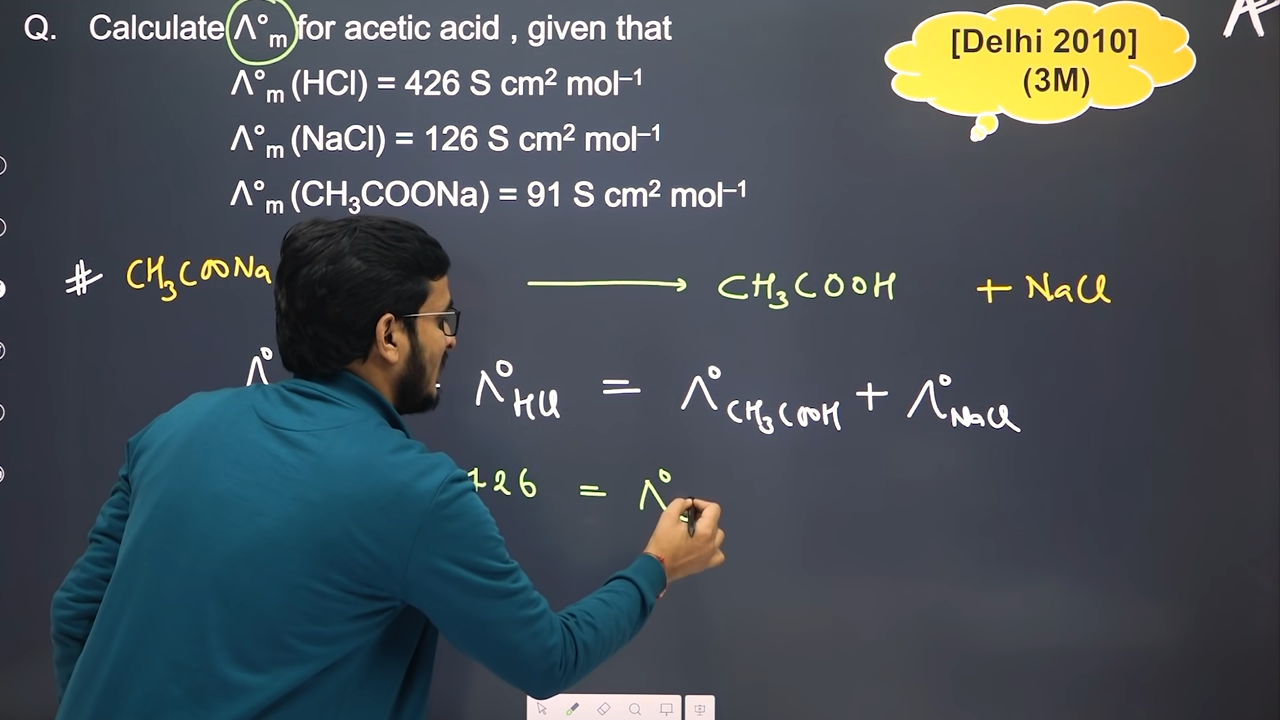 Q. Calculate Λ°m for acetic acid , given that
[Delhi 2010]
(3M)
Λ°m (HCl) = 426 S cm² mol⁻¹
Λ°m (NaCl) = 126 S cm² mol⁻¹
Λ°m (CH₃COONa) = 91 S cm² mol⁻¹
# CH₃COONa ⟶ CH₃COOH + NaCl
Λ° Λ°HCl = Λ°CH₃COOH + Λ°NaCl
26 = Λ°